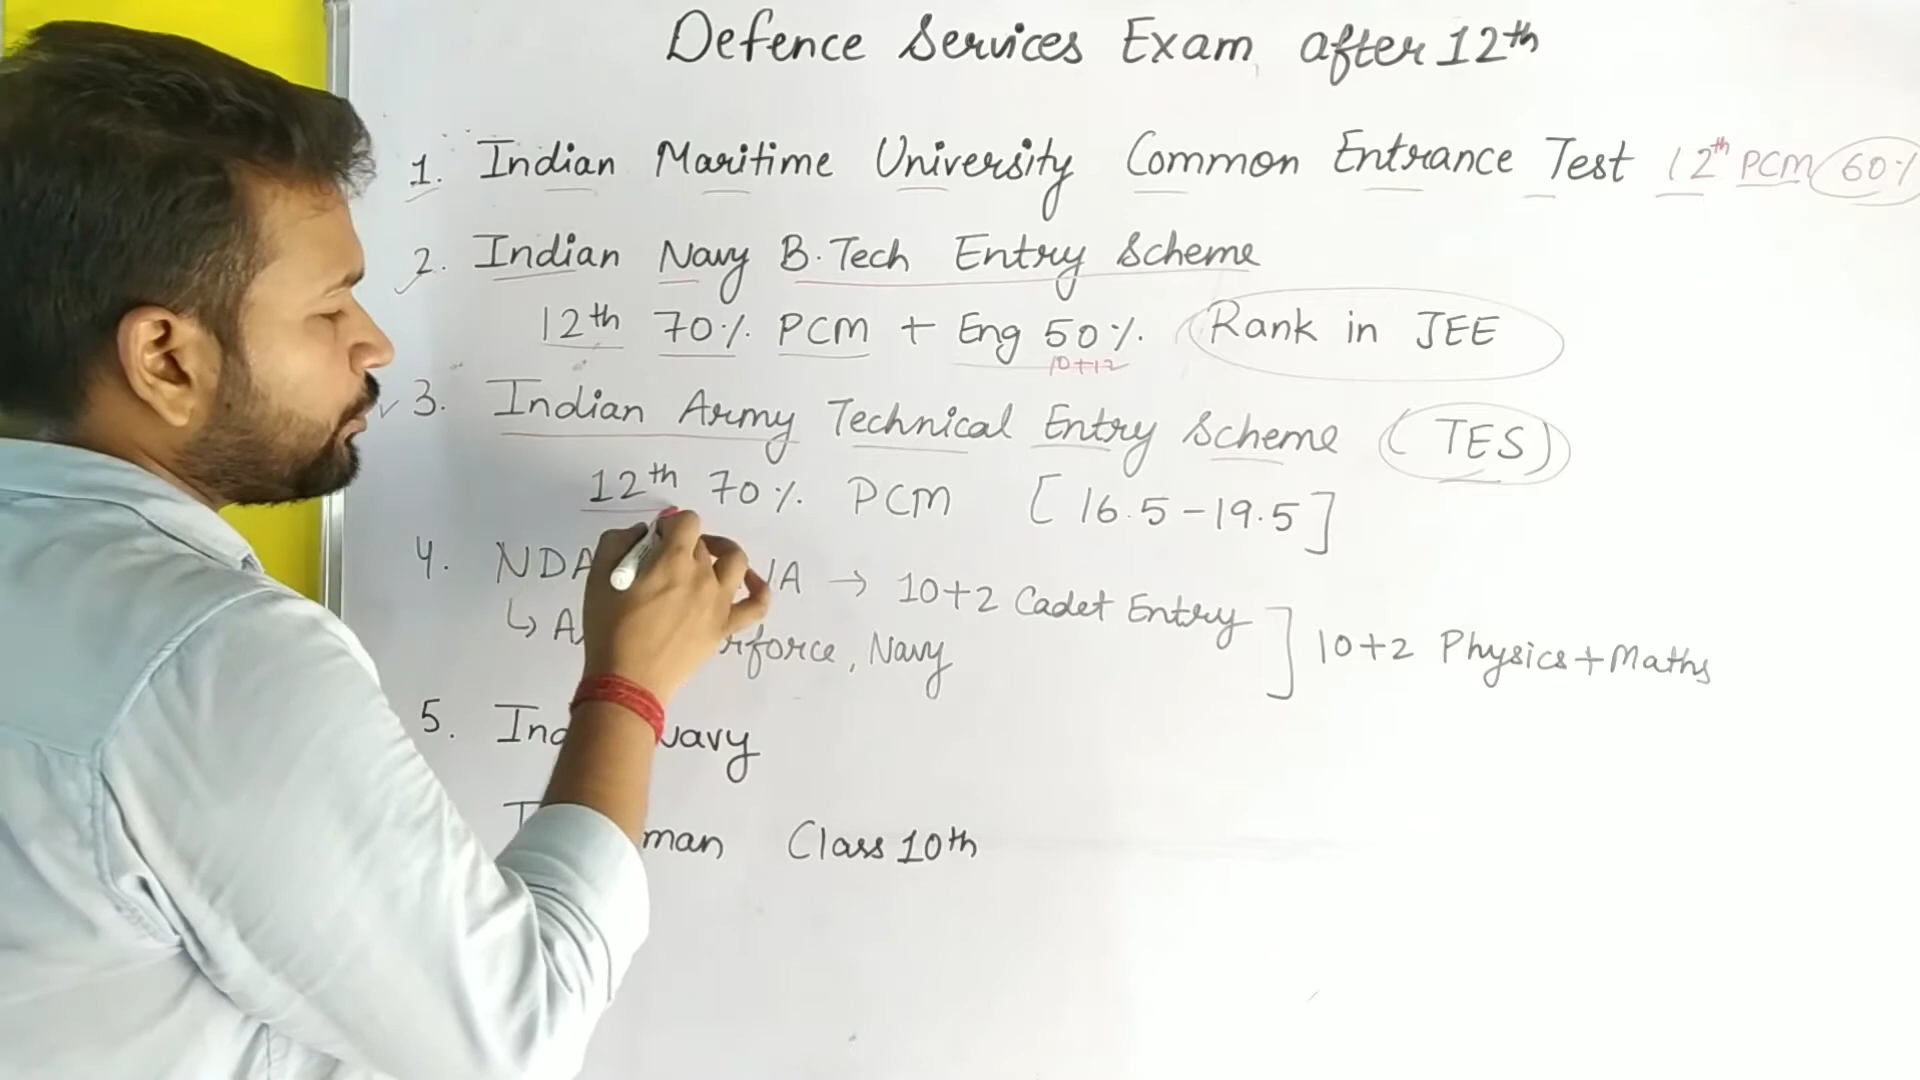 Defence Services Exam after 12th
1. Indian Maritime University Common Entrance Test 12th PCM 60%
2. Indian Navy B.Tech Entry Scheme
12th 70% PCM + Eng 50%. Rank in JEE
10+12
3. Indian Army Technical Entry Scheme (TES)
12th 70% PCM [16.5-19.5]
4. NDA → 10+2 Cadet Entry
↳ Navy ] 10+2 Physics+Maths
5. Navy
Class 10th